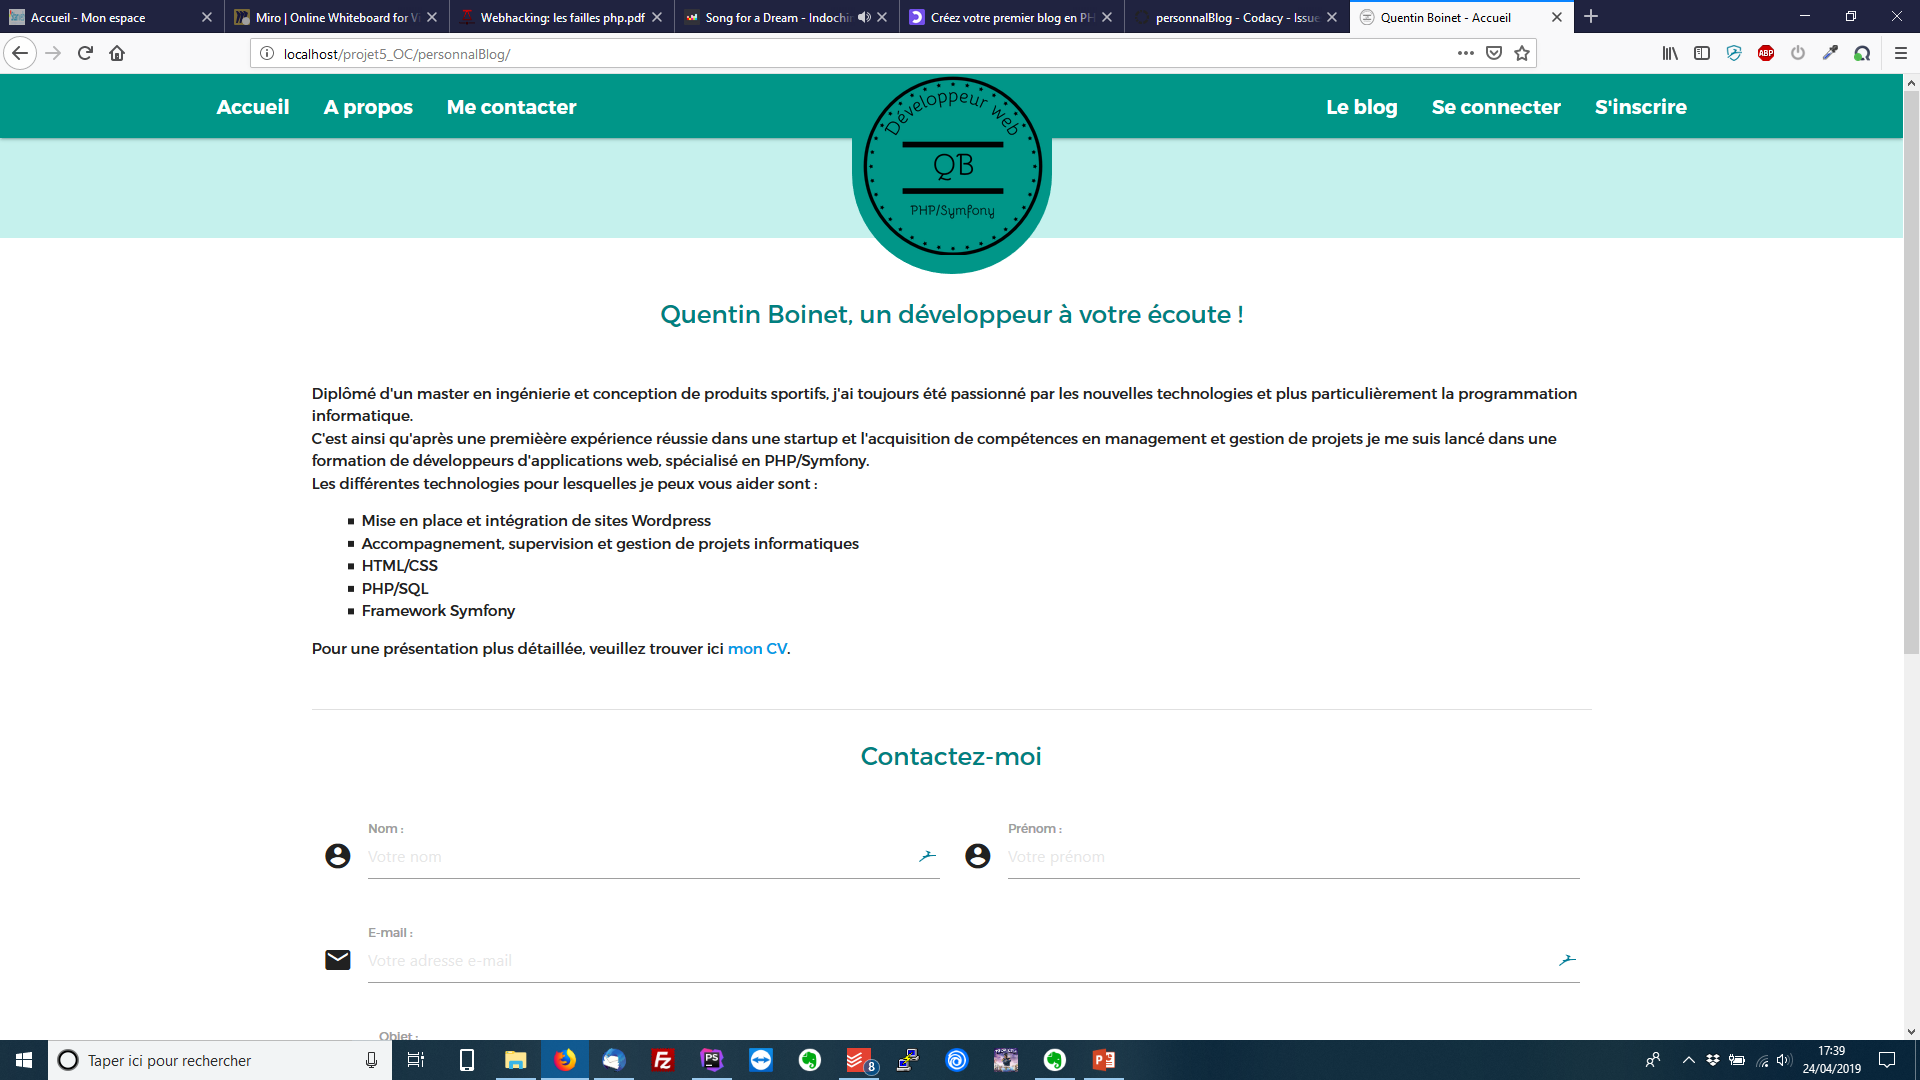 Accueil - Mon espace
Miro | Online Whiteboard for Vi
Webhacking: les failles php.pdf
Song for a Dream - Indochin
Créez votre premier blog en PH
personnalBlog - Codacy - Issue
Quentin Boinet - Accueil
localhost/projet5_OC/personnalBlog/
ABP
Accueil A propos Me contacter
Le blog Se connecter S'inscrire
Développeur web
QB
PHP/Symfony
Quentin Boinet, un développeur à votre écoute !
Diplômé d'un master en ingénierie et conception de produits sportifs, j'ai toujours été passionné par les nouvelles technologies et plus particulièrement la programmation
informatique.
C'est ainsi qu'après une premièère expérience réussie dans une startup et l'acquisition de compétences en management et gestion de projets je me suis lancé dans une
formation de développeurs d'applications web, spécialisé en PHP/Symfony.
Les différentes technologies pour lesquelles je peux vous aider sont :
Mise en place et intégration de sites Wordpress
Accompagnement, supervision et gestion de projets informatiques
HTML/CSS
PHP/SQL
Framework Symfony
Pour une présentation plus détaillée, veuillez trouver ici mon CV.
Contactez-moi
Nom :
Votre nom
Prénom :
Votre prénom
E-mail :
Votre adresse e-mail
Objet :
Taper ici pour rechercher
FZ
PS
8
17:39
24/04/2019